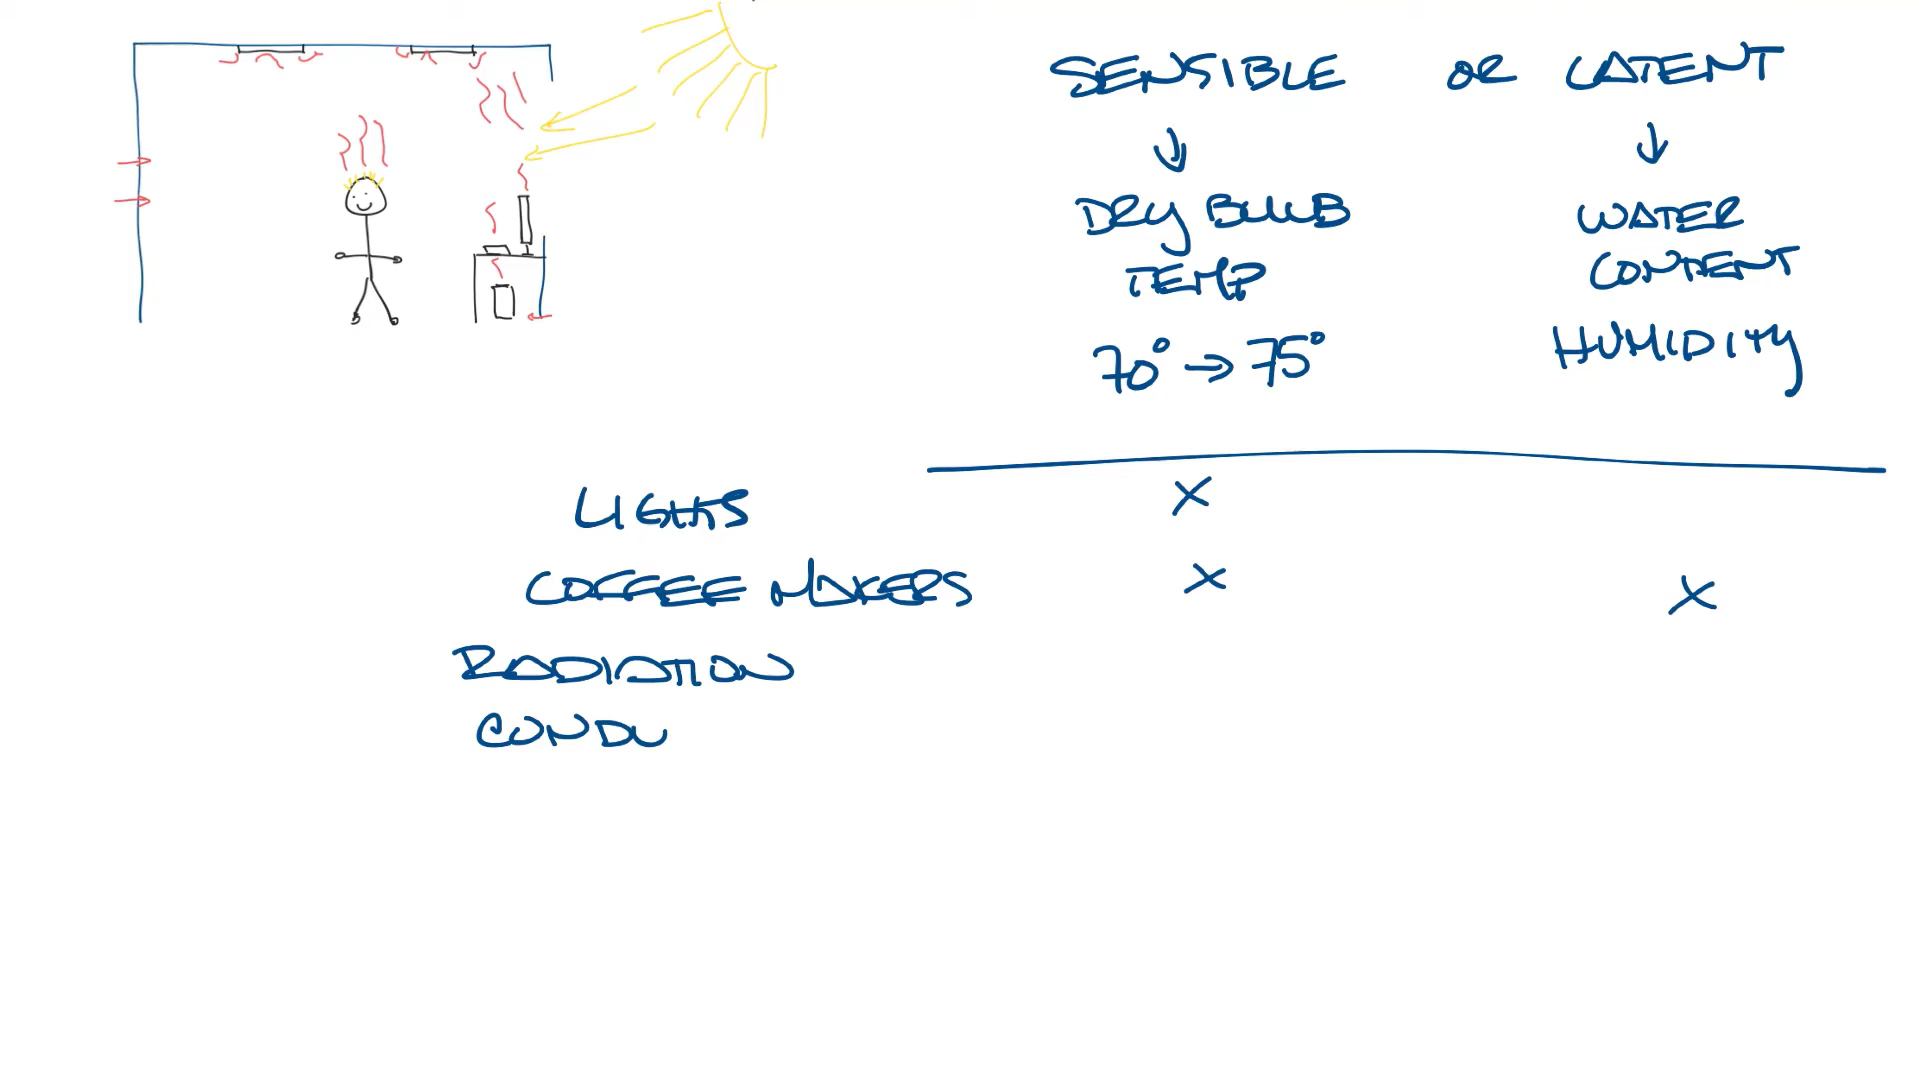 SENSIBLE OR LATENT
DRY BULB
TEMP
70° → 75°
WATER
CONTENT
HUMIDITY
LIGHTS X
COFFEE MAKERS X X
RADIATION
CONDU